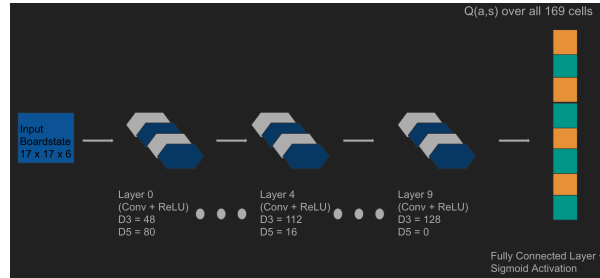 Q(a,s) over all 169 cells
Input
Boardstate
17 x 17 x 6
Layer 0
(Conv + ReLU)
D3 = 48
D5 = 80
Layer 4
(Conv + ReLU)
D3 = 112
D5 = 16
Layer 9
(Conv + ReLU)
D3 = 128
D5 = 0
Fully Connected Layer
Sigmoid Activation